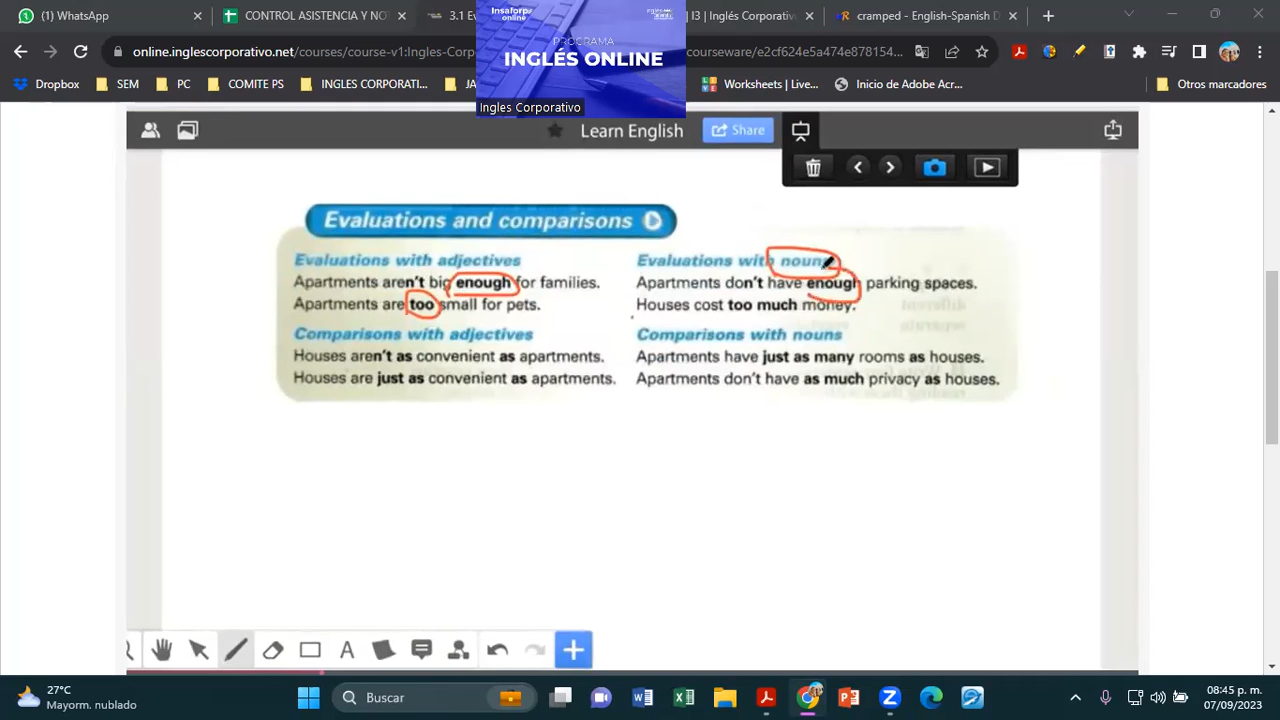 (1) WhatsApp
CONTROL ASISTENCIA Y NO
3.1 Ev
I3 | Inglés Corporativo
cramped - English-Spanish D
online.inglescorporativo.ne
/course-v1:Ingles-Corp
ourseware/e2cf624e5a474e878154...
Dropbox
SEM
PC
COMITE PS
INGLES CORPORATI...
JA
Worksheets | Live...
Inicio de Adobe Acr...
Otros marcadores
Insaforp
online
PROGRAMA
INGLÉS ONLINE
Ingles Corporativo
Learn English
Share
Evaluations and comparisons
Evaluations with adjectives
Apartments aren't big enough for families.
Apartments are too small for pets.
Comparisons with adjectives
Houses aren't as convenient as apartments.
Houses are just as convenient as apartments.
Evaluations with nouns
Apartments don't have enough parking spaces.
Houses cost too much money.
Comparisons with nouns
Apartments have just as many rooms as houses.
Apartments don't have as much privacy as houses.
27°C
Mayorm. nublado
Buscar
08:45 p. m.
07/09/2023